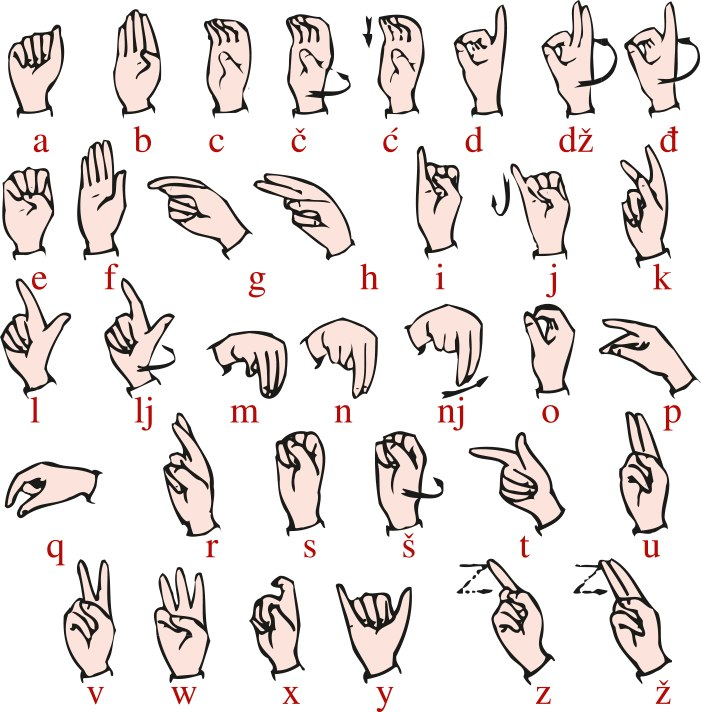 a b c č ć d dž đ
e f g h i j k
l lj m n nj o p
q r s š t u
v w x y z ž